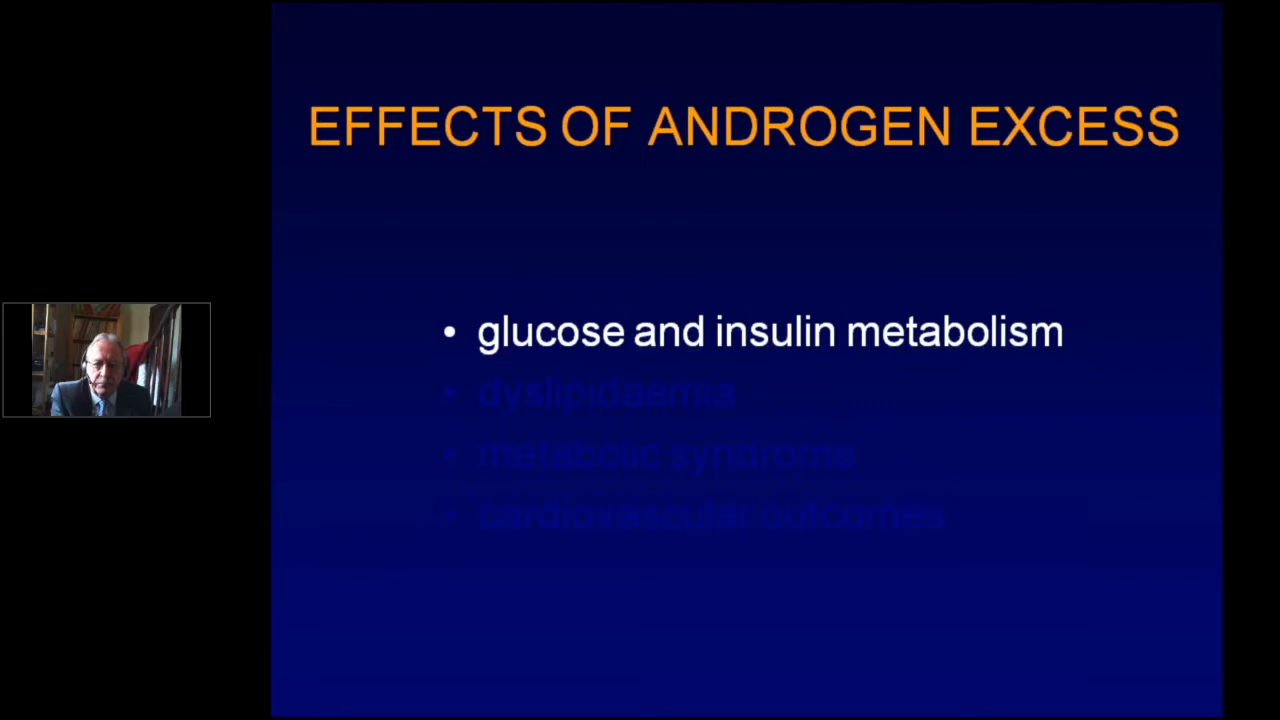 EFFECTS OF ANDROGEN EXCESS
• glucose and insulin metabolism
• dyslipidaemia
• metabolic syndrome
• cardiovascular outcomes